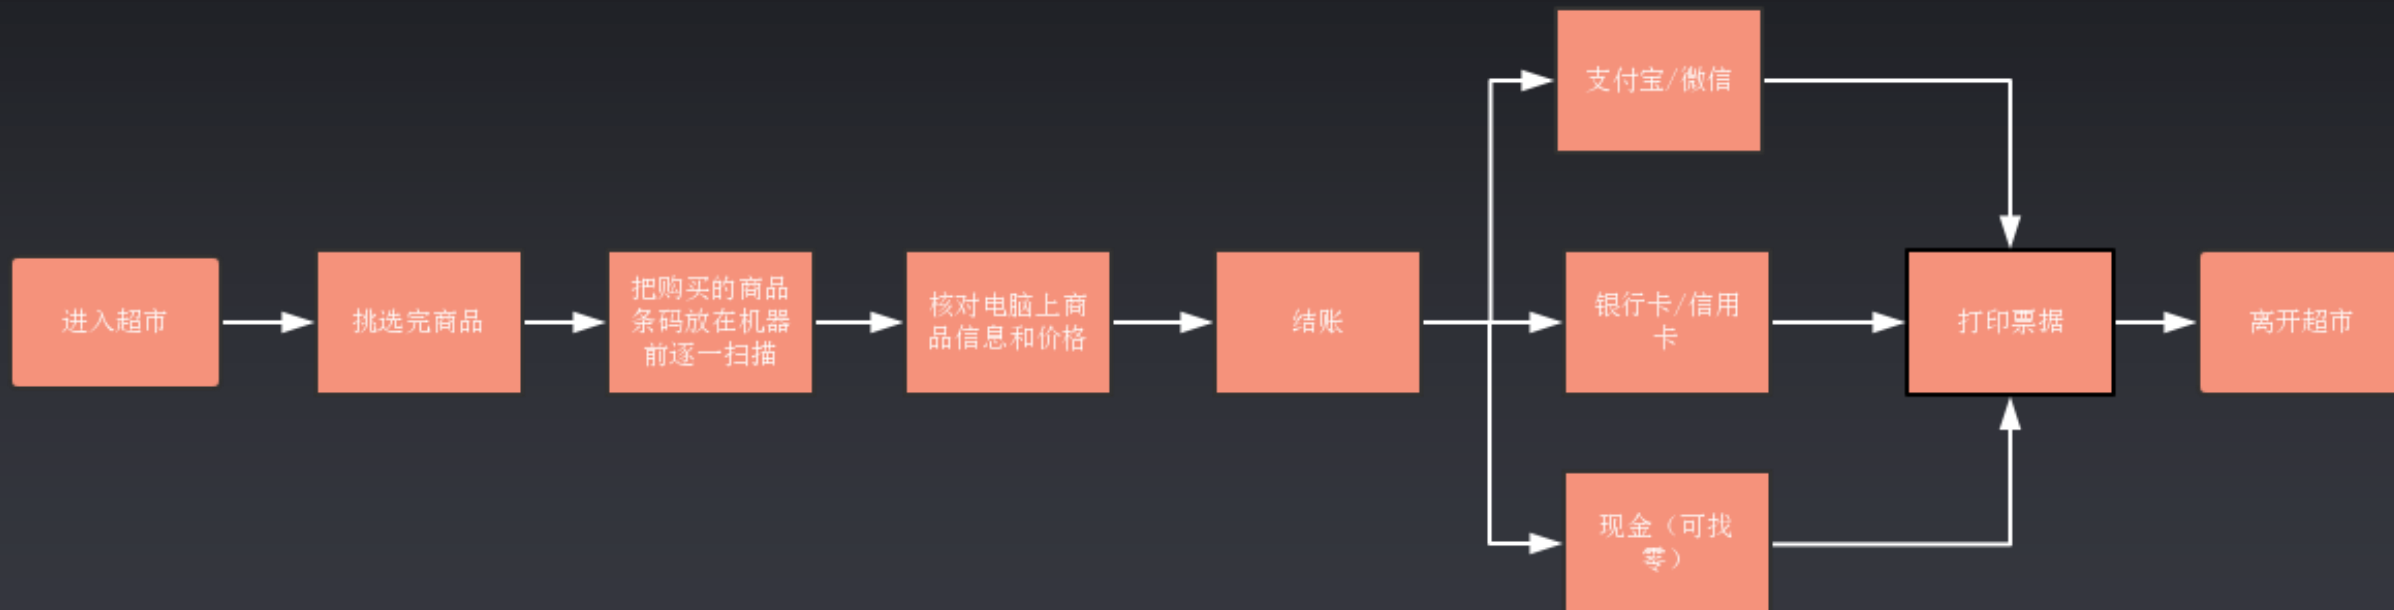 进入超市
挑选完商品
把购买的商品
条码放在机器
前逐一扫描
核对电脑上商
品信息和价格
结账
支付宝/微信
银行卡/信用
卡
现金（可找
零）
打印票据
离开超市